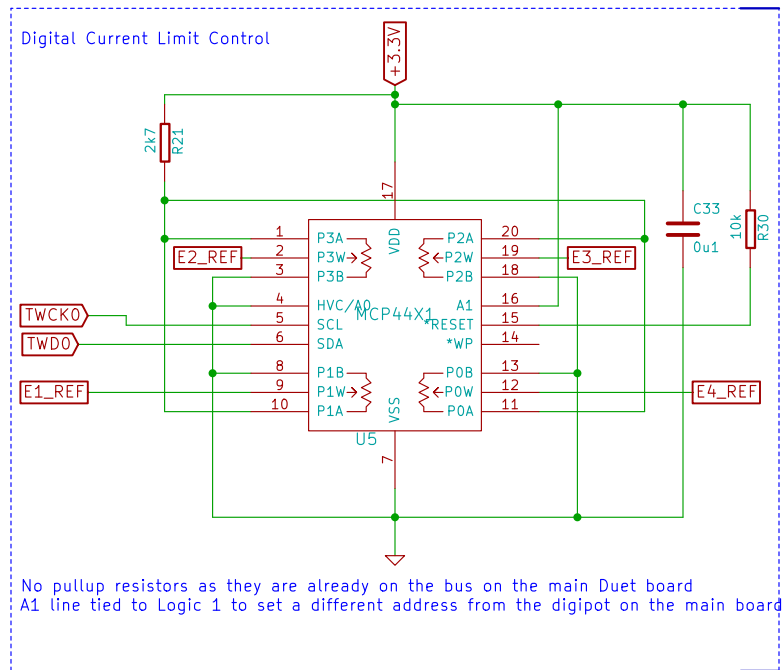 Digital Current Limit Control
+3.3V
2k7
R21
17
VDD
C33
0u1
10k
R30
1 P3A
P2A 20
E2_REF 2 P3W
P2W 19 E3_REF
3 P3B
P2B 18
4 HVC/A0
A1 16
MCP44X1
TWCK0 5 SCL
*RESET 15
TWD0 6 SDA
*WP 14
8 P1B
P0B 13
E1_REF 9 P1W
P0W 12 E4_REF
10 P1A
P0A 11
VSS
U5
7
No pullup resistors as they are already on the bus on the main Duet board
A1 line tied to Logic 1 to set a different address from the digipot on the main board